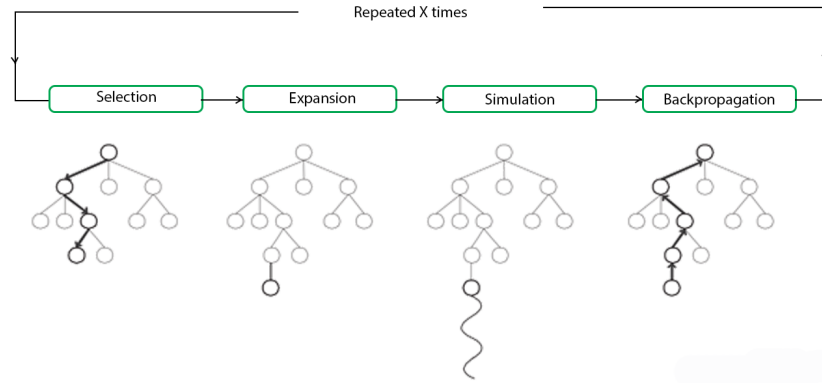 Repeated X times
Selection
Expansion
Simulation
Backpropagation